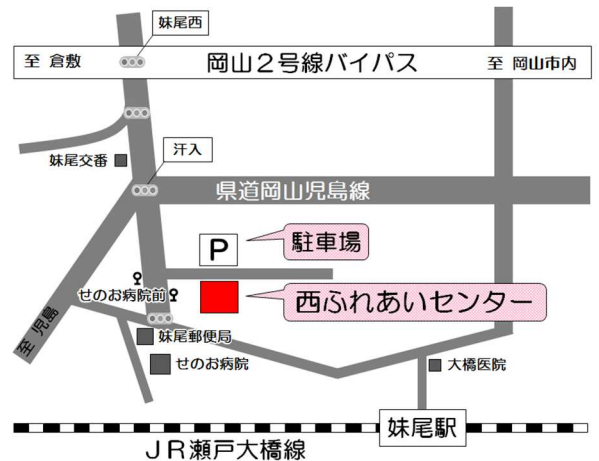 妹尾西
至 倉敷
岡山2号線バイパス
至 岡山市内
汗入
妹尾交番
県道岡山児島線
P
駐車場
せのお病院前
西ふれあいセンター
至 児島
妹尾郵便局
せのお病院
大橋医院
妹尾駅
JR瀬戸大橋線